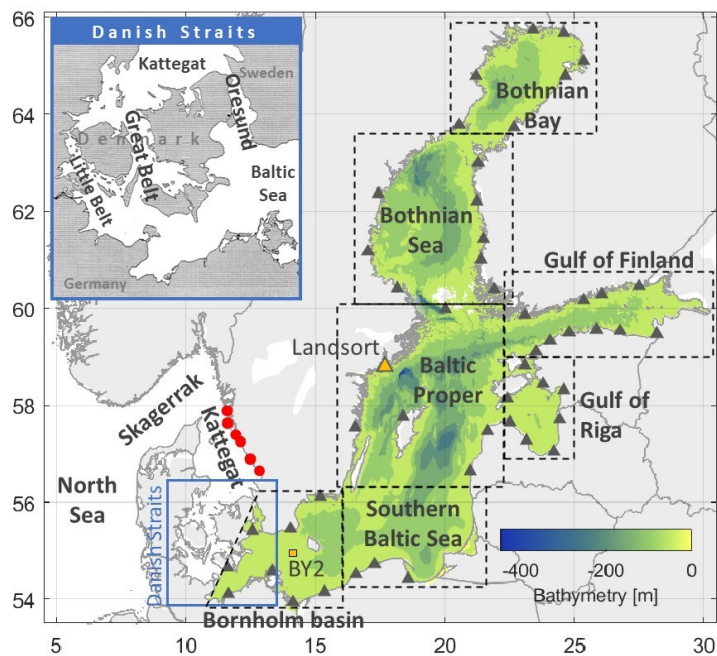 Danish Straits
Kattegat
Sweden
Oresund
Denmark
Great Belt
Little Belt
Baltic
Sea
Germany
66
64
62
60
58
56
54
5
10
15
20
25
30
Bothnian
Bay
Bothnian
Sea
Gulf of Finland
Landsort
Baltic
Proper
Gulf of
Riga
Skagerrak
Kattegat
North
Sea
Southern
Baltic Sea
Danish Straits
BY2
Bornholm basin
-400
-200
0
Bathymetry [m]